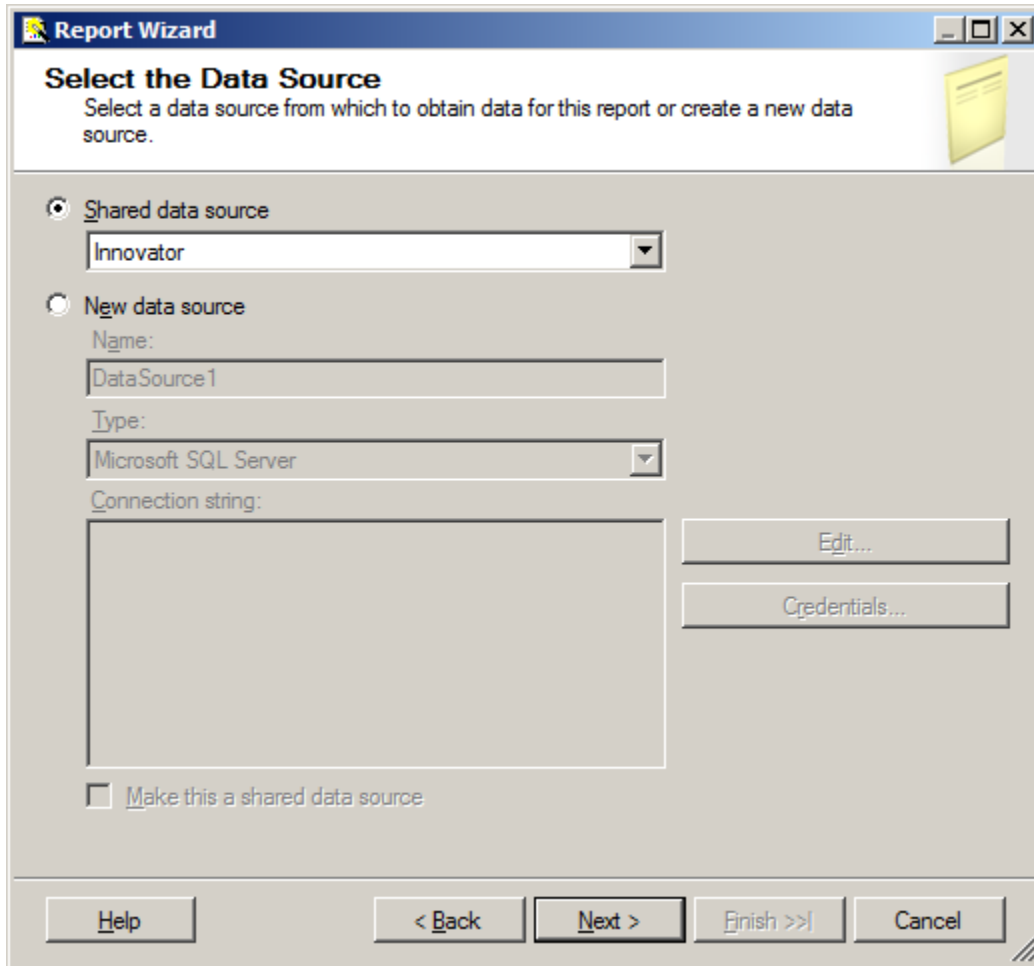 Report Wizard
Select the Data Source
Select a data source from which to obtain data for this report or create a new data
source.
Shared data source
Innovator
New data source
Name:
DataSource1
Type:
Microsoft SQL Server
Connection string:
Edit...
Credentials...
Make this a shared data source
Help
< Back
Next >
Finish >>|
Cancel